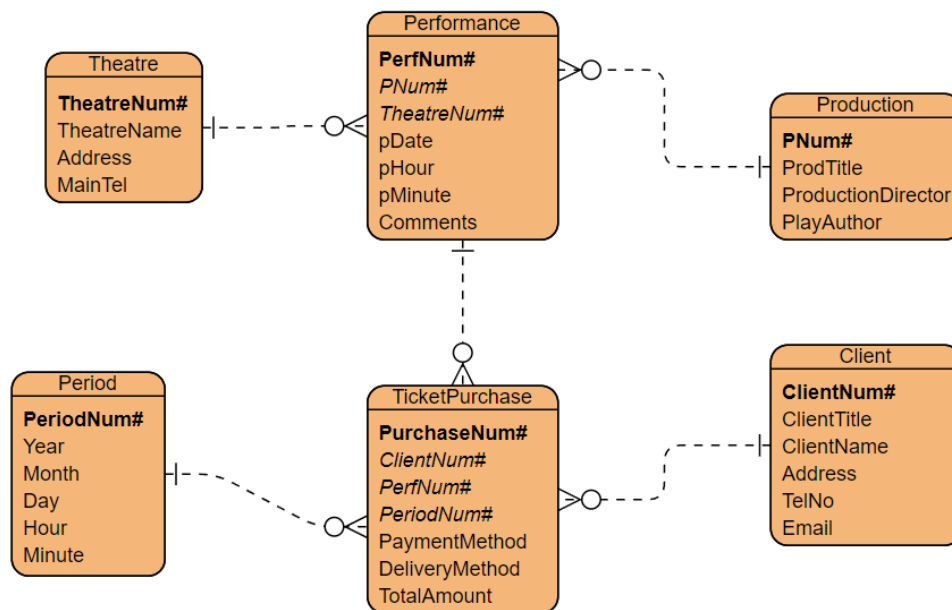 Performance
PerfNum#
PNum#
TheatreNum#
pDate
pHour
pMinute
Comments
Theatre
TheatreNum#
TheatreName
Address
MainTel
Production
PNum#
ProdTitle
ProductionDirector
PlayAuthor
Period
PeriodNum#
Year
Month
Day
Hour
Minute
TicketPurchase
PurchaseNum#
ClientNum#
PerfNum#
PeriodNum#
PaymentMethod
DeliveryMethod
TotalAmount
Client
ClientNum#
ClientTitle
ClientName
Address
TelNo
Email